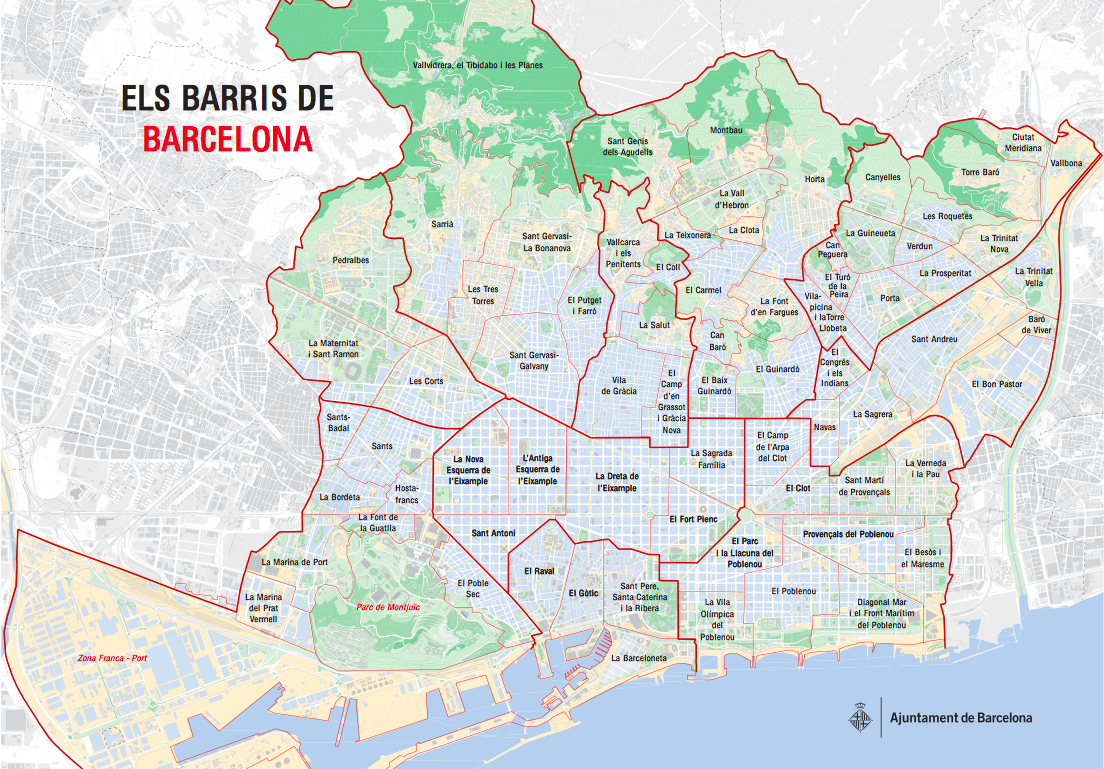 ELS BARRIS DE
BARCELONA
Vallvidrera, el Tibidabo i les Planes
Sant Genís
dels Agudells
Montbau
Ciutat
Meridiana
Vallbona
Torre Baró
Canyelles
Horta
La Vall
d'Hebron
Les Roquetes
Sarrià
Sant Gervasi-
La Bonanova
Vallcarca
i els
Penitents
La Teixonera
La Clota
La Guineueta
Verdun
La Trinitat
Nova
Can
Peguera
Pedralbes
El Coll
El Turó
de la
Peira
La Prosperitat
La Trinitat
Vella
Les Tres
Torres
El Putget
i Farró
El Carmel
La Font
d'en Fargues
Vila-
picina
i laTorre
Llobeta
Porta
Baró
de Viver
La Salut
Can
Baró
Sant Andreu
La Maternitat
i Sant Ramon
Sant Gervasi-
Galvany
El Guinardó
El
Congrés
i els
Indians
Les Corts
Vila
de Gràcia
El
Camp
d'en
Grassot
i Gràcia
Nova
El Baix
Guinardó
El Bon Pastor
Sants-
Badal
La Sagrera
Navas
Sants
El Camp
de l'Arpa
del Clot
La Nova
Esquerra de
l'Eixample
L'Antiga
Esquerra de
l'Eixample
La Dreta de
l'Eixample
La Sagrada
Família
La Verneda
i la Pau
Sant Martí
de Provençals
El Clot
La Bordeta
Hosta-
francs
La Font de
la Guatlla
El Fort Pienc
Sant Antoni
El Parc
i la Llacuna del
Poblenou
Provençals del Poblenou
El Besòs i
el Maresme
La Marina de Port
El Raval
El Gòtic
Sant Pere,
Santa Caterina
i la Ribera
El Poble
Sec
El Poblenou
La Marina
del Prat
Vermell
Parc de Montjuïc
La Vila
Olímpica
del
Poblenou
Diagonal Mar
i el Front Marítim
del Poblenou
Zona Franca - Port
La Barceloneta
Ajuntament de Barcelona